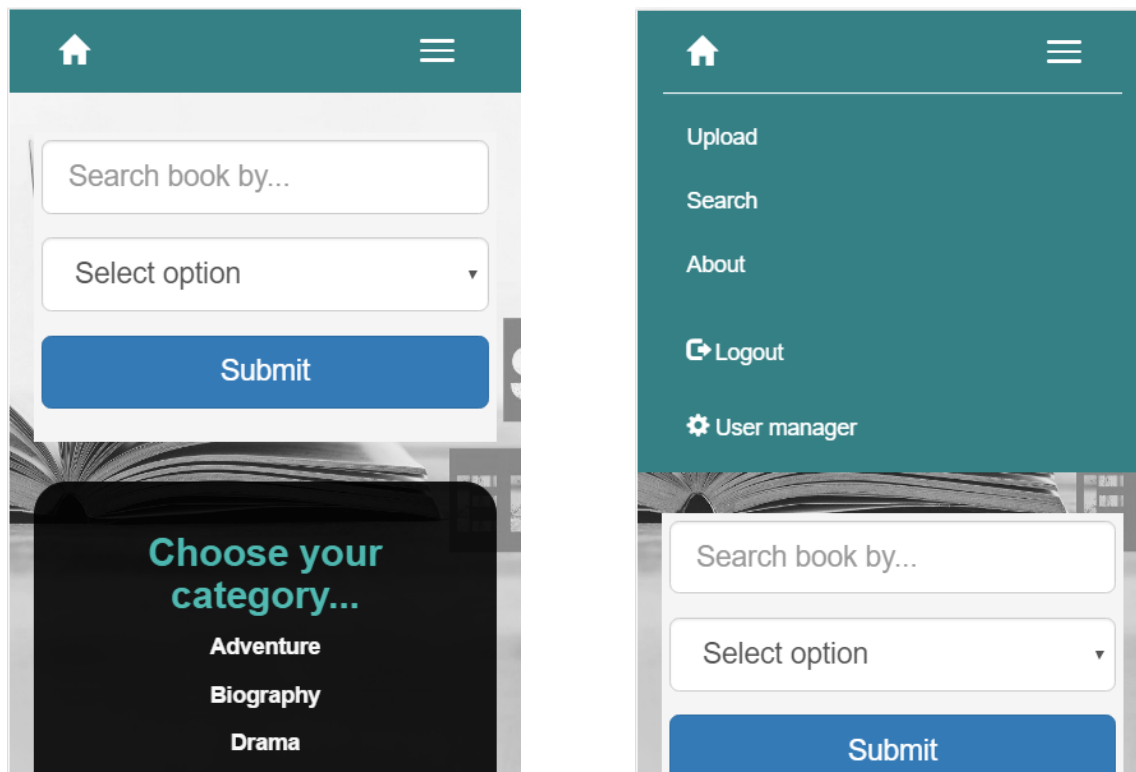 Search book by...
Select option
Submit
Choose your
category...
Adventure
Biography
Drama
Upload
Search
About
Logout
User manager
Search book by...
Select option
Submit